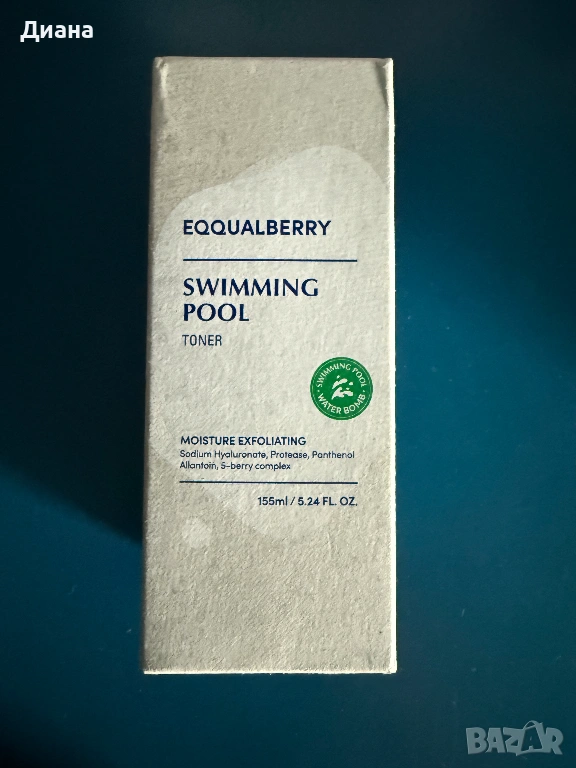 Диана
EQQUALBERRY
SWIMMING
POOL
TONER
SWIMMING POOL
WATER BOMB
MOISTURE EXFOLIATING
Sodium Hyaluronate, Protease, Panthenol
Allantoin, 5-berry complex
155ml / 5.24 FL. OZ.
BAZAR